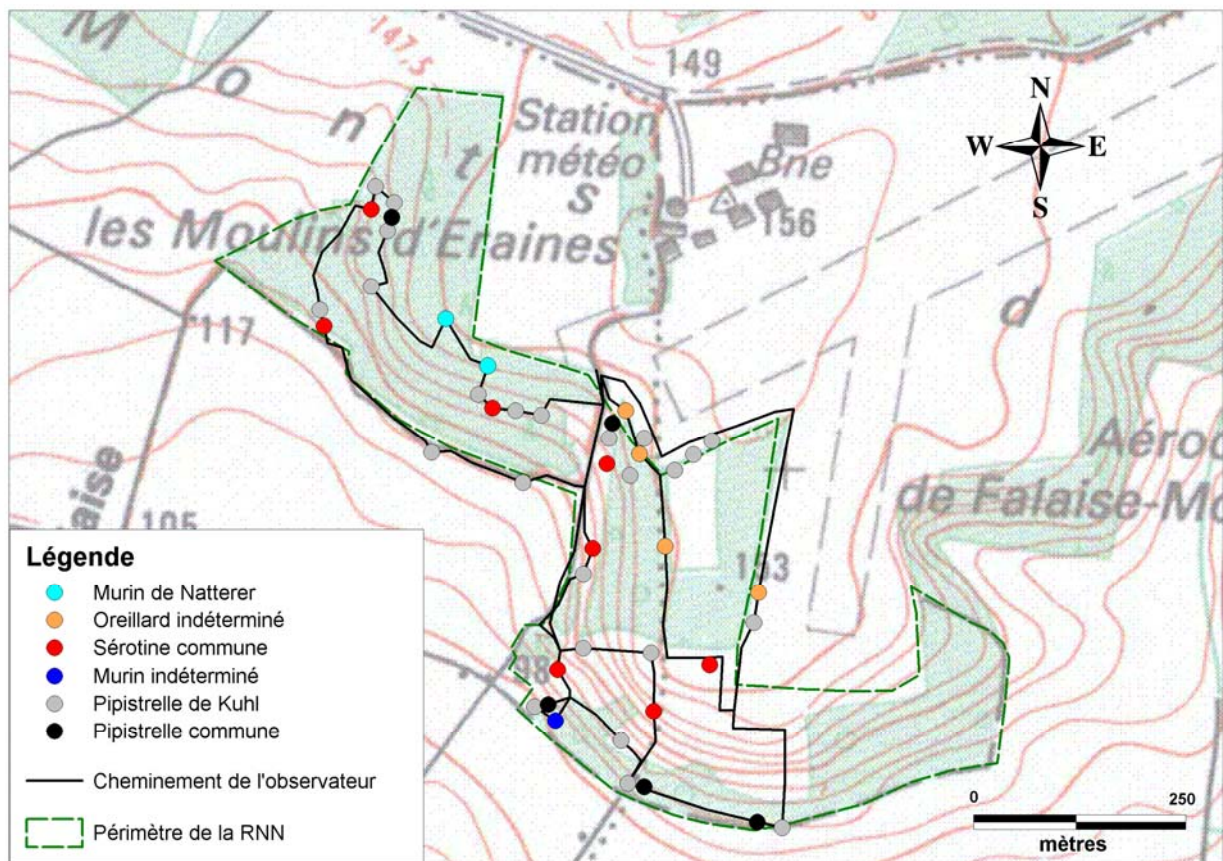 Mont
147.5
149
Station
météo
s
Bne
156
N
W E
S
les Moulins d'Eraines
117
d
Aéroc
de Falaise-Mo
153
105
98
aise
Légende
Murin de Natterer
Oreillard indéterminé
Sérotine commune
Murin indéterminé
Pipistrelle de Kuhl
Pipistrelle commune
Cheminement de l'observateur
Périmètre de la RNN
0 250
mètres